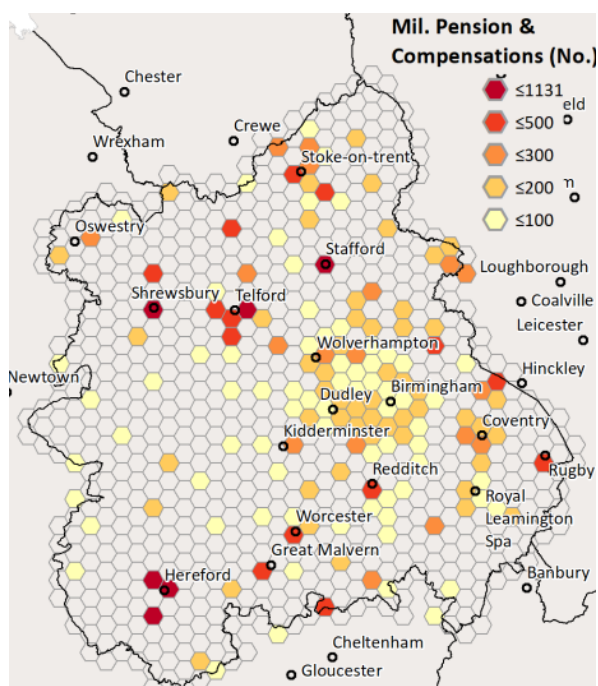 Mil. Pension &
Compensations (No.)
≤1131
≤500
≤300
≤200
≤100
eld
n
Chester
Crewe
Wrexham
Stoke-on-trent
Oswestry
Stafford
Loughborough
Shrewsbury
Telford
Coalville
Leicester
Wolverhampton
Newtown
Hinckley
Dudley
Birmingham
Coventry
Kidderminster
Rugby
Redditch
Royal
Leamington
Spa
Worcester
Great Malvern
Hereford
Banbury
Cheltenham
Gloucester